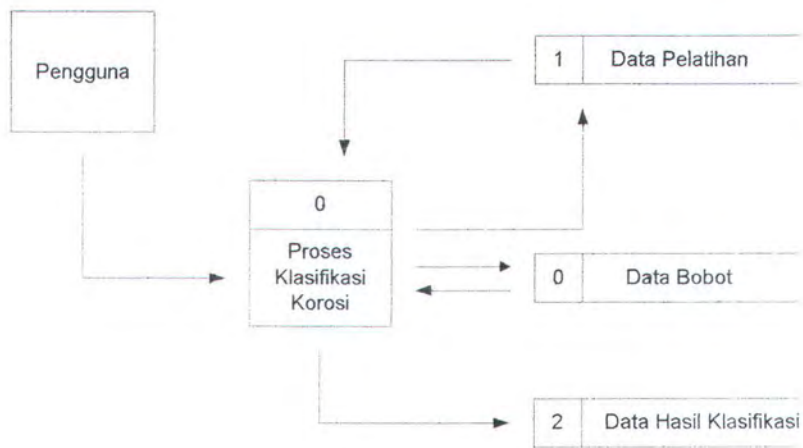 Pengguna
1 Data Pelatihan
0
Proses
Klasifikasi
Korosi
0 Data Bobot
2 Data Hasil Klasifikasi